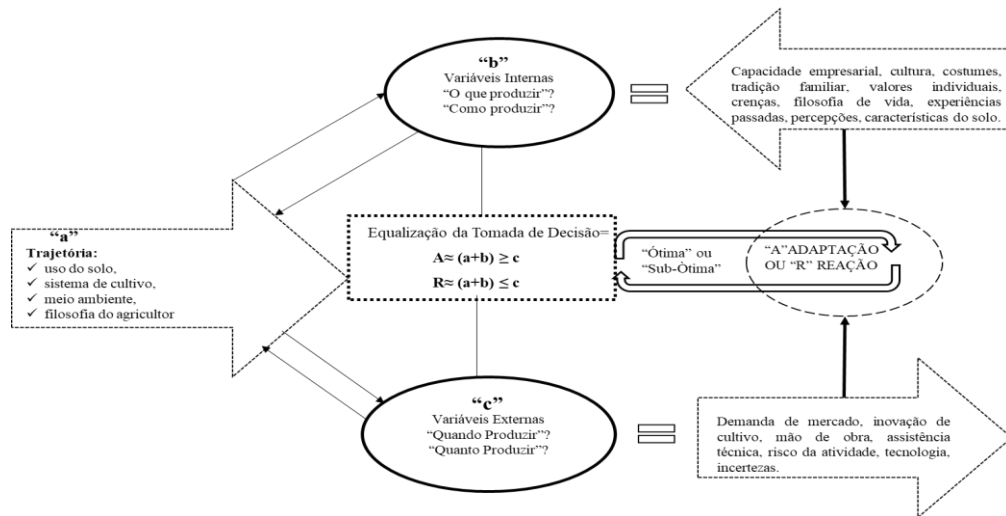 “b”
Variáveis Internas
“O que produzir”?
“Como produzir”?
Capacidade empresarial, cultura, costumes,
tradição familiar, valores individuais,
crenças, filosofia de vida, experiências
passadas, percepções, características do solo.
“a”
Trajetória:
✓ uso do solo,
✓ sistema de cultivo,
✓ meio ambiente,
✓ filosofia do agricultor
Equalização da Tomada de Decisão=
A≈ (a+b) ≥ c
R≈ (a+b) ≤ c
“Ótima” ou
“Sub-Òtima”
“A”ADAPTAÇÃO
OU “R” REAÇÃO
“c”
Variáveis Externas
“Quando Produzir”?
“Quanto Produzir”?
Demanda de mercado, inovação de
cultivo, mão de obra, assistência
técnica, risco da atividade, tecnologia,
incertezas.